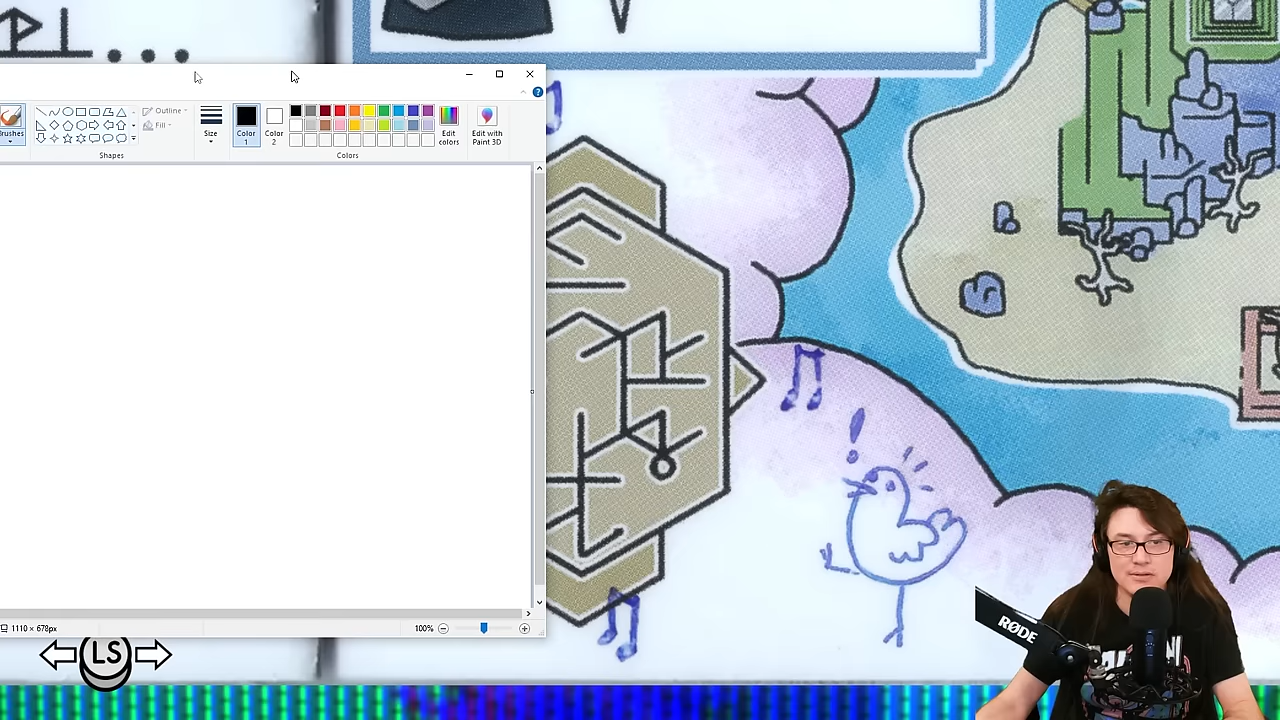 Brushes
Shapes
Outline
Fill
Size
Color
1
Color
2
Colors
Edit
colors
Edit with
Paint 3D
1110 × 678px
100%
LS
RØDE